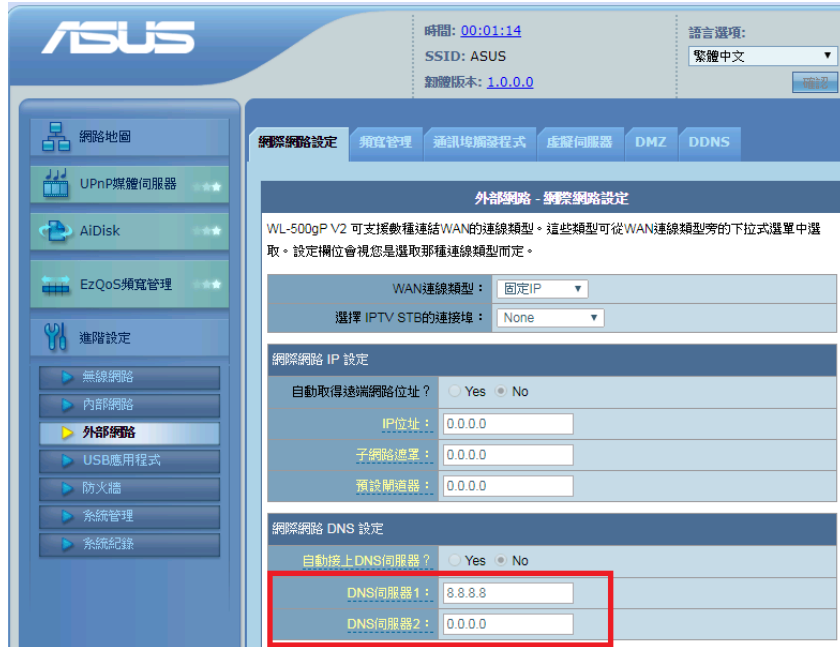 ASUS
時間: 00:01:14
SSID: ASUS
韌體版本: 1.0.0.0
語言選項:
繁體中文
確認
網路地圖
UPnP媒體伺服器
AiDisk
EzQoS頻寬管理
進階設定
無線網路
內部網路
外部網路
USB應用程式
防火牆
系統管理
系統紀錄
網際網路設定 頻寬管理 通訊埠觸發程式 虛擬伺服器 DMZ DDNS
外部網路 - 網際網路設定
WL-500gP V2 可支援數種連結WAN的連線類型。這些類型可從WAN連線類型旁的下拉式選單中選
取。設定欄位會視您是選取那種連線類型而定。
WAN連線類型： 固定IP
選擇 IPTV STB的連接埠： None
網際網路 IP 設定
自動取得遠端網路位址？ Yes No
IP位址： 0.0.0.0
子網路遮罩： 0.0.0.0
預設閘道器： 0.0.0.0
網際網路 DNS 設定
自動接上DNS伺服器？ Yes No
DNS伺服器1： 8.8.8.8
DNS伺服器2： 0.0.0.0